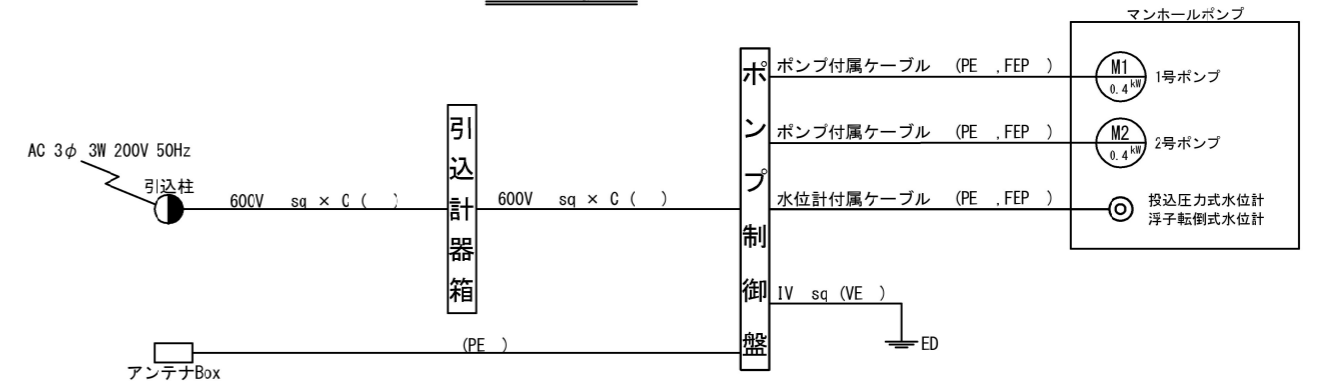 マンホールポンプ
ポンプ付属ケーブル (PE ,FEP )
M1
0.4kW
1号ポンプ
ポンプ付属ケーブル (PE ,FEP )
M2
0.4kW
2号ポンプ
AC 3φ 3W 200V 50Hz
引込柱
600V sq × C ( )
引込計器箱
600V sq × C ( )
ポンプ制御盤
水位計付属ケーブル (PE ,FEP )
投込圧力式水位計
浮子転倒式水位計
IV sq (VE )
ED
(PE )
アンテナBox